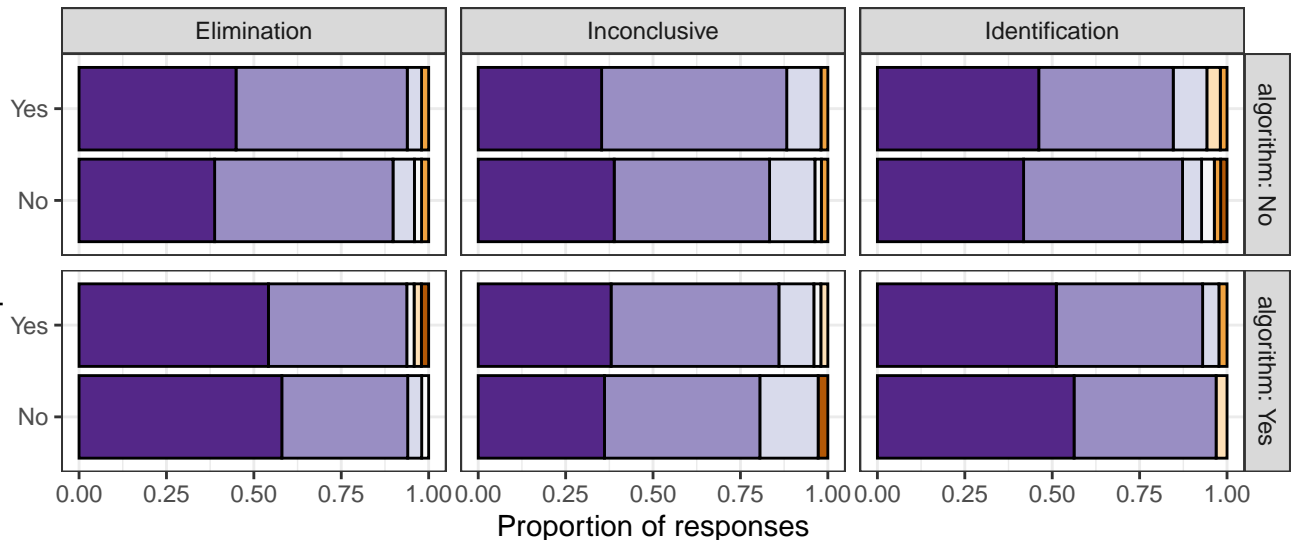 Elimination Inconclusive Identification
Yes
No
algorithm: No
Yes
No
algorithm: Yes
0.00 0.25 0.50 0.75 1.00 0.00 0.25 0.50 0.75 1.00 0.00 0.25 0.50 0.75 1.00
Proportion of responses